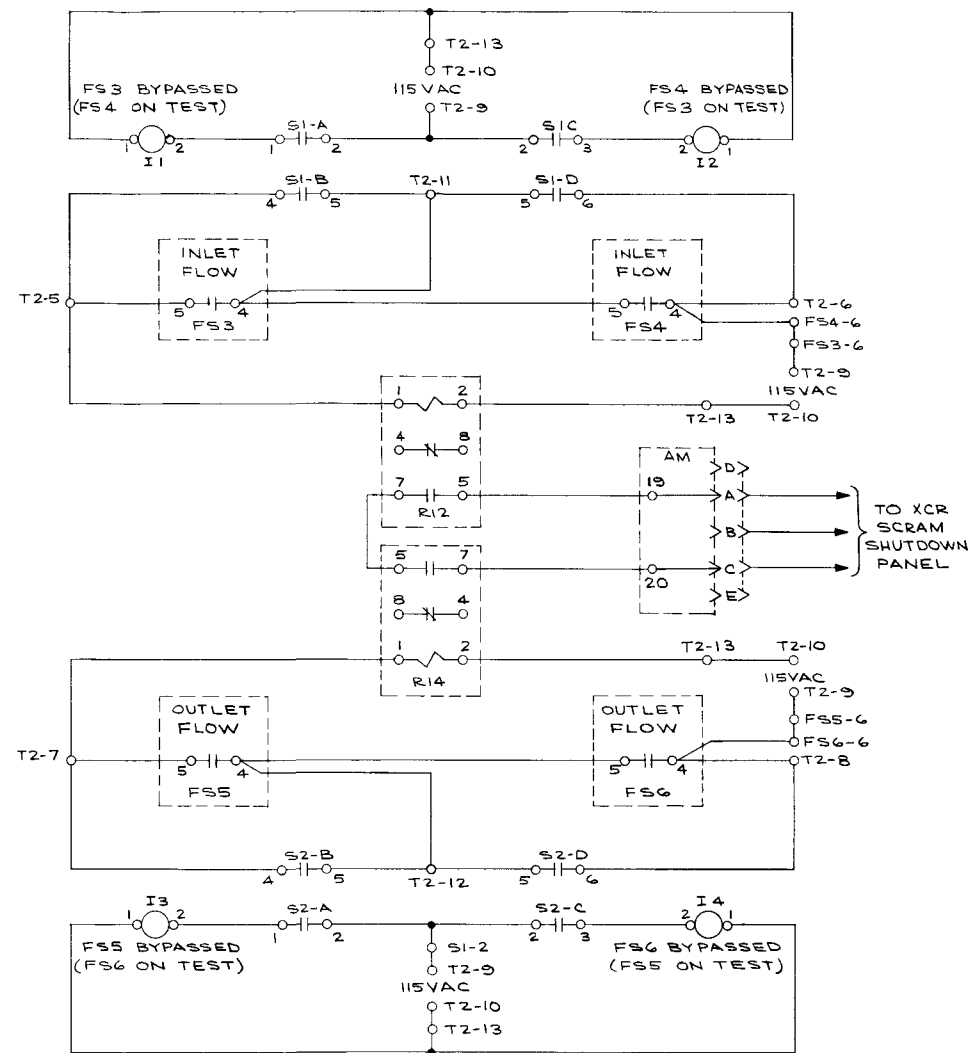 T2-13
T2-10
115VAC
T2-9
FS3 BYPASSED
(FS4 ON TEST)
FS4 BYPASSED
(FS3 ON TEST)
1 2
I1
S1-A
1 2
S1C
2 3
2 1
I2
S1-B
4 5
T2-11
S1-D
5 6
INLET
FLOW
5 4
FS3
INLET
FLOW
5 4
FS4
T2-5
T2-6
FS4-6
FS3-6
T2-9
115VAC
T2-13 T2-10
1 2
4 8
7 5
R12
AM
19
20
D
A
B
C
E
TO XCR
SCRAM
SHUTDOWN
PANEL
5 7
8 4
1 2
R14
T2-13 T2-10
115VAC
T2-9
FS5-6
FS6-6
T2-8
OUTLET
FLOW
5 4
FS5
OUTLET
FLOW
5 4
FS6
T2-7
S2-B
4 5
T2-12
S2-D
5 6
I3
1 2
S2-A
1 2
S2-C
2 3
I4
2 1
FS5 BYPASSED
(FS6 ON TEST)
FS6 BYPASSED
(FS5 ON TEST)
S1-2
T2-9
115VAC
T2-10
T2-13